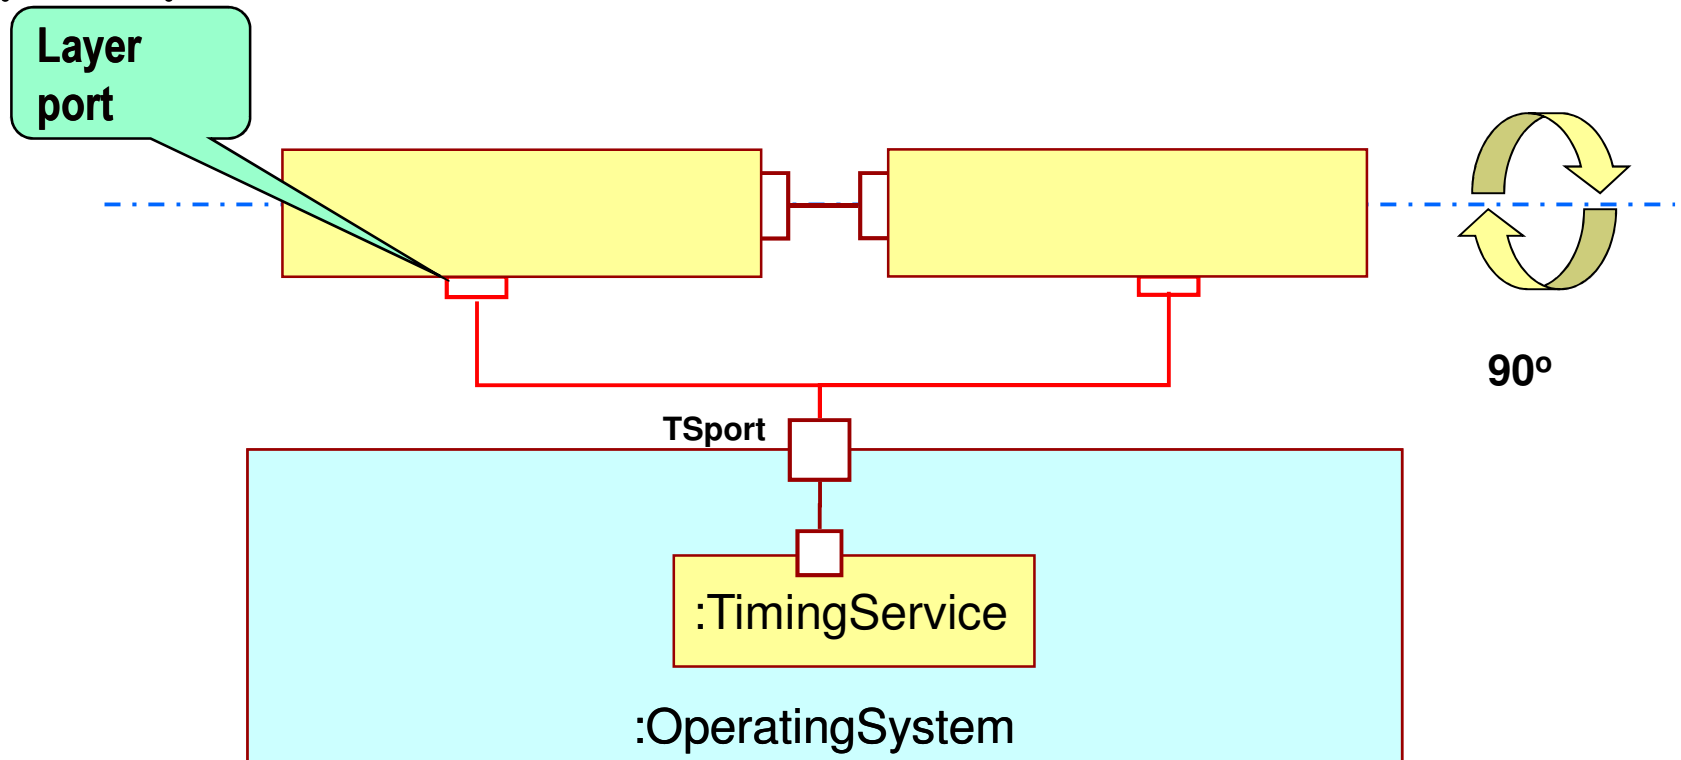 Layer
port
90º
TSport
:TimingService
:OperatingSystem